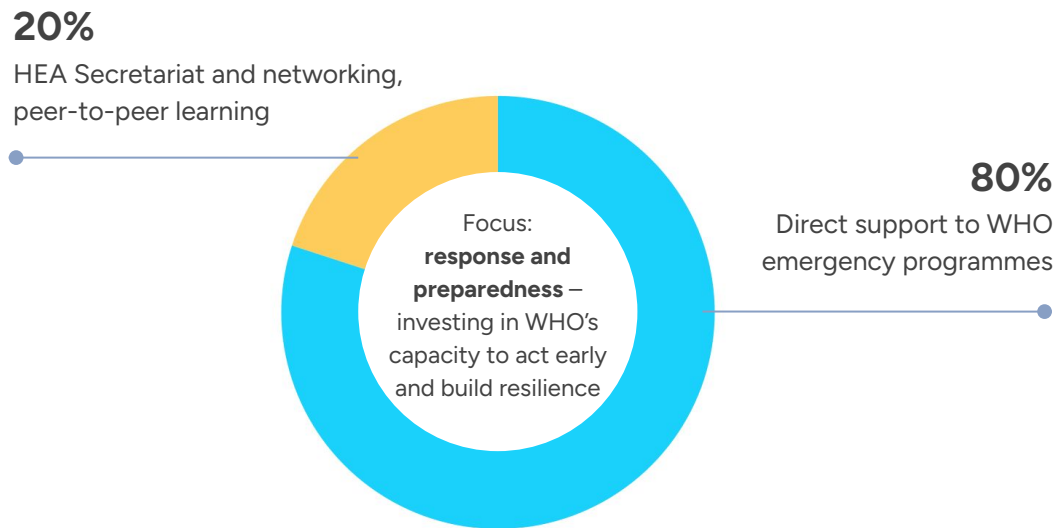 20%
HEA Secretariat and networking,
peer-to-peer learning
80%
Direct support to WHO
emergency programmes
Focus:
response and
preparedness –
investing in WHO’s
capacity to act early
and build resilience